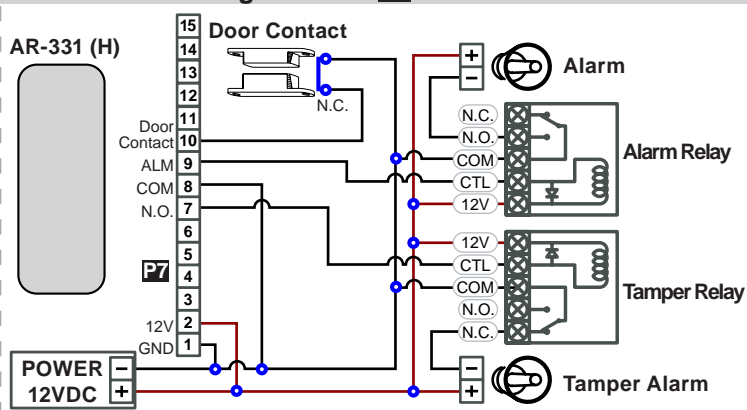 AR-331 (H)
Door Contact
N.C.
15
14
13
12
11
Door
Contact 10
ALM 9
COM 8
N.O. 7
6
5
P7
4
3
12V 2
GND 1
POWER −
12VDC +
+
−
Alarm
N.C.
N.O.
COM
CTL
12V
Alarm Relay
12V
CTL
COM
N.O.
N.C.
Tamper Relay
−
+
Tamper Alarm